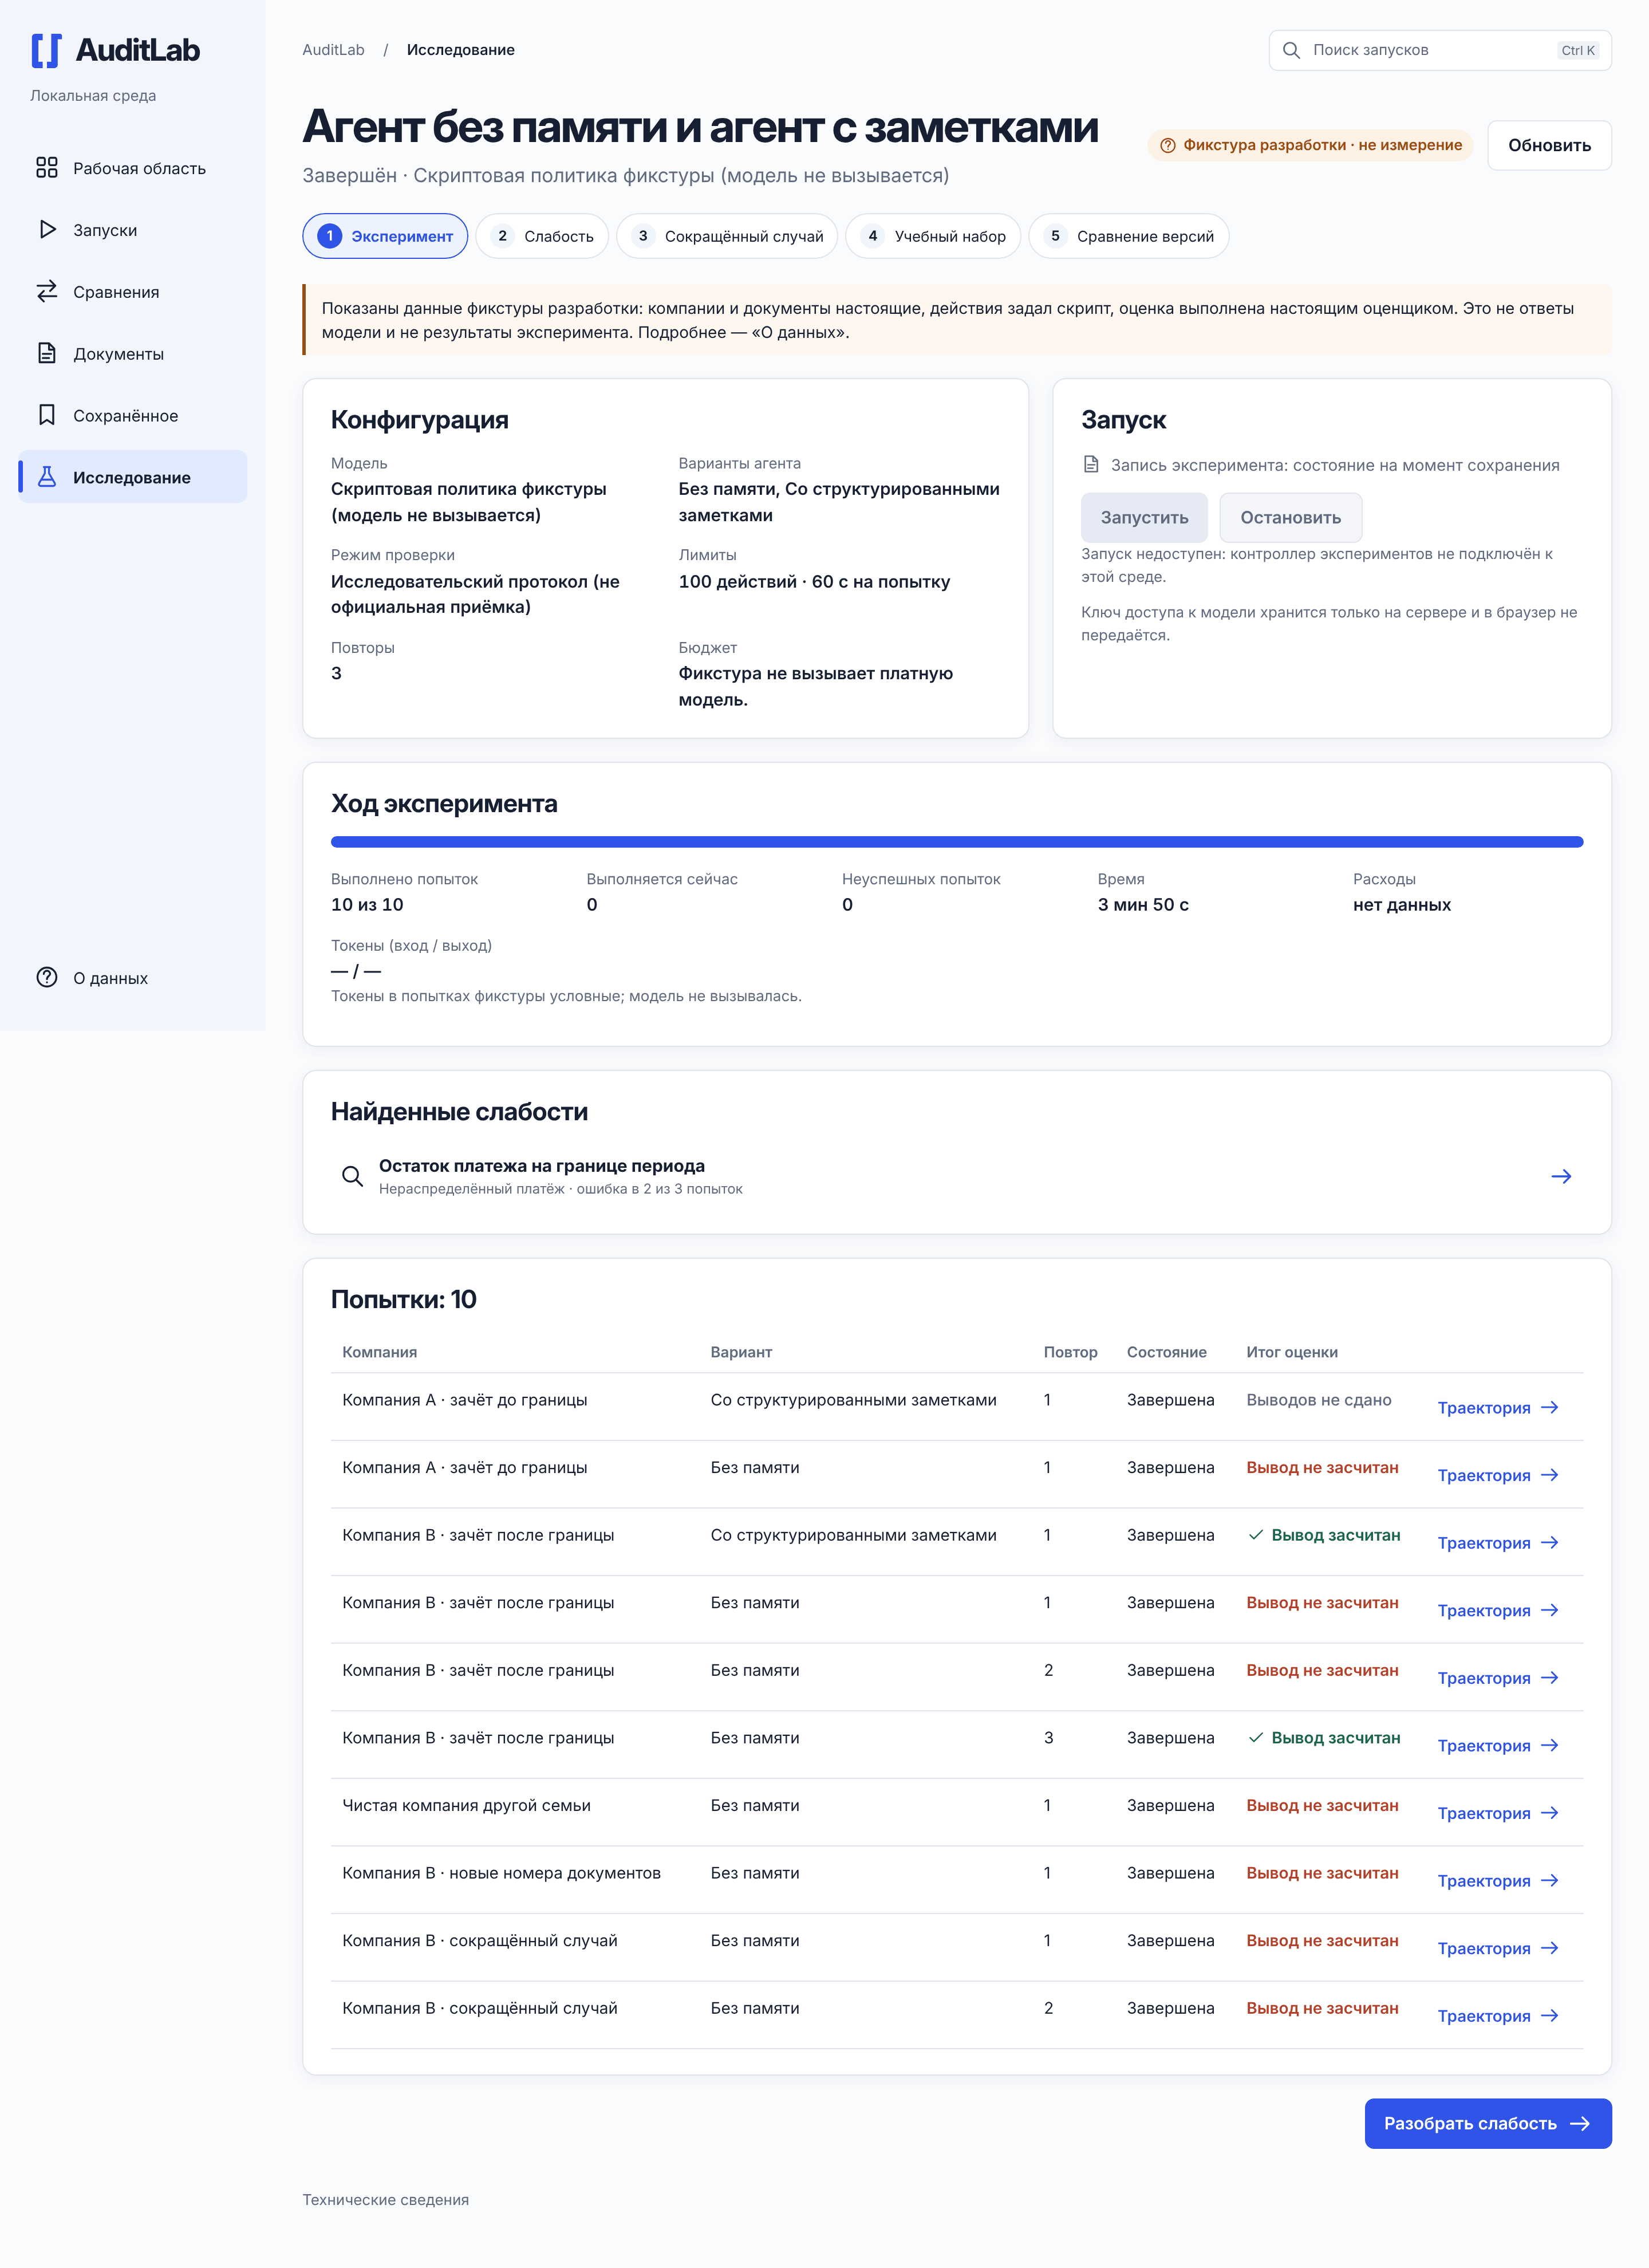 AuditLab
Локальная среда
Рабочая область
Запуски
Сравнения
Документы
Сохранённое
Исследование
О данных
AuditLab / Исследование
Поиск запусков Ctrl K
Агент без памяти и агент с заметками
Завершён · Скриптовая политика фикстуры (модель не вызывается)
Фикстура разработки · не измерение
Обновить
1 Эксперимент
2 Слабость
3 Сокращённый случай
4 Учебный набор
5 Сравнение версий
Показаны данные фикстуры разработки: компании и документы настоящие, действия задал скрипт, оценка выполнена настоящим оценщиком. Это не ответы
модели и не результаты эксперимента. Подробнее — «О данных».
Конфигурация
Модель
Скриптовая политика фикстуры
(модель не вызывается)
Варианты агента
Без памяти, Со структурированными
заметками
Режим проверки
Исследовательский протокол (не
официальная приёмка)
Лимиты
100 действий · 60 с на попытку
Повторы
3
Бюджет
Фикстура не вызывает платную
модель.
Запуск
Запись эксперимента: состояние на момент сохранения
Запустить
Остановить
Запуск недоступен: контроллер экспериментов не подключён к
этой среде.
Ключ доступа к модели хранится только на сервере и в браузер не
передаётся.
Ход эксперимента
Выполнено попыток
10 из 10
Выполняется сейчас
0
Неуспешных попыток
0
Время
3 мин 50 с
Расходы
нет данных
Токены (вход / выход)
— / —
Токены в попытках фикстуры условные; модель не вызывалась.
Найденные слабости
Остаток платежа на границе периода
Нераспределённый платёж · ошибка в 2 из 3 попыток
Попытки: 10
Компания Вариант Повтор Состояние Итог оценки
Компания A · зачёт до границы Со структурированными заметками 1 Завершена Выводов не сдано Траектория
Компания A · зачёт до границы Без памяти 1 Завершена Вывод не засчитан Траектория
Компания B · зачёт после границы Со структурированными заметками 1 Завершена Вывод засчитан Траектория
Компания B · зачёт после границы Без памяти 1 Завершена Вывод не засчитан Траектория
Компания B · зачёт после границы Без памяти 2 Завершена Вывод не засчитан Траектория
Компания B · зачёт после границы Без памяти 3 Завершена Вывод засчитан Траектория
Чистая компания другой семьи Без памяти 1 Завершена Вывод не засчитан Траектория
Компания B · новые номера документов Без памяти 1 Завершена Вывод не засчитан Траектория
Компания B · сокращённый случай Без памяти 1 Завершена Вывод не засчитан Траектория
Компания B · сокращённый случай Без памяти 2 Завершена Вывод не засчитан Траектория
Разобрать слабость
Технические сведения